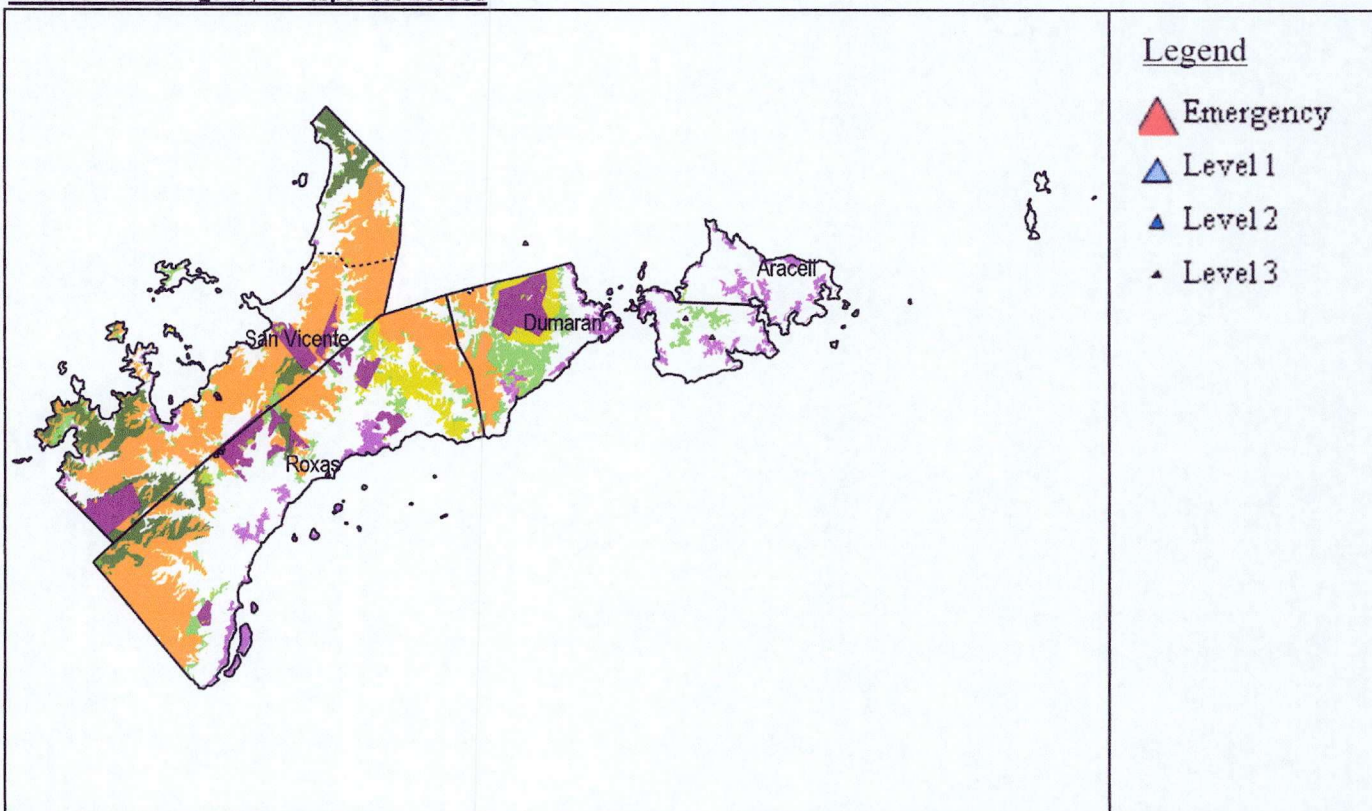 Legend
Emergency
Level 1
Level 2
Level 3
Araceli
Dumaran
San Vicente
Roxas